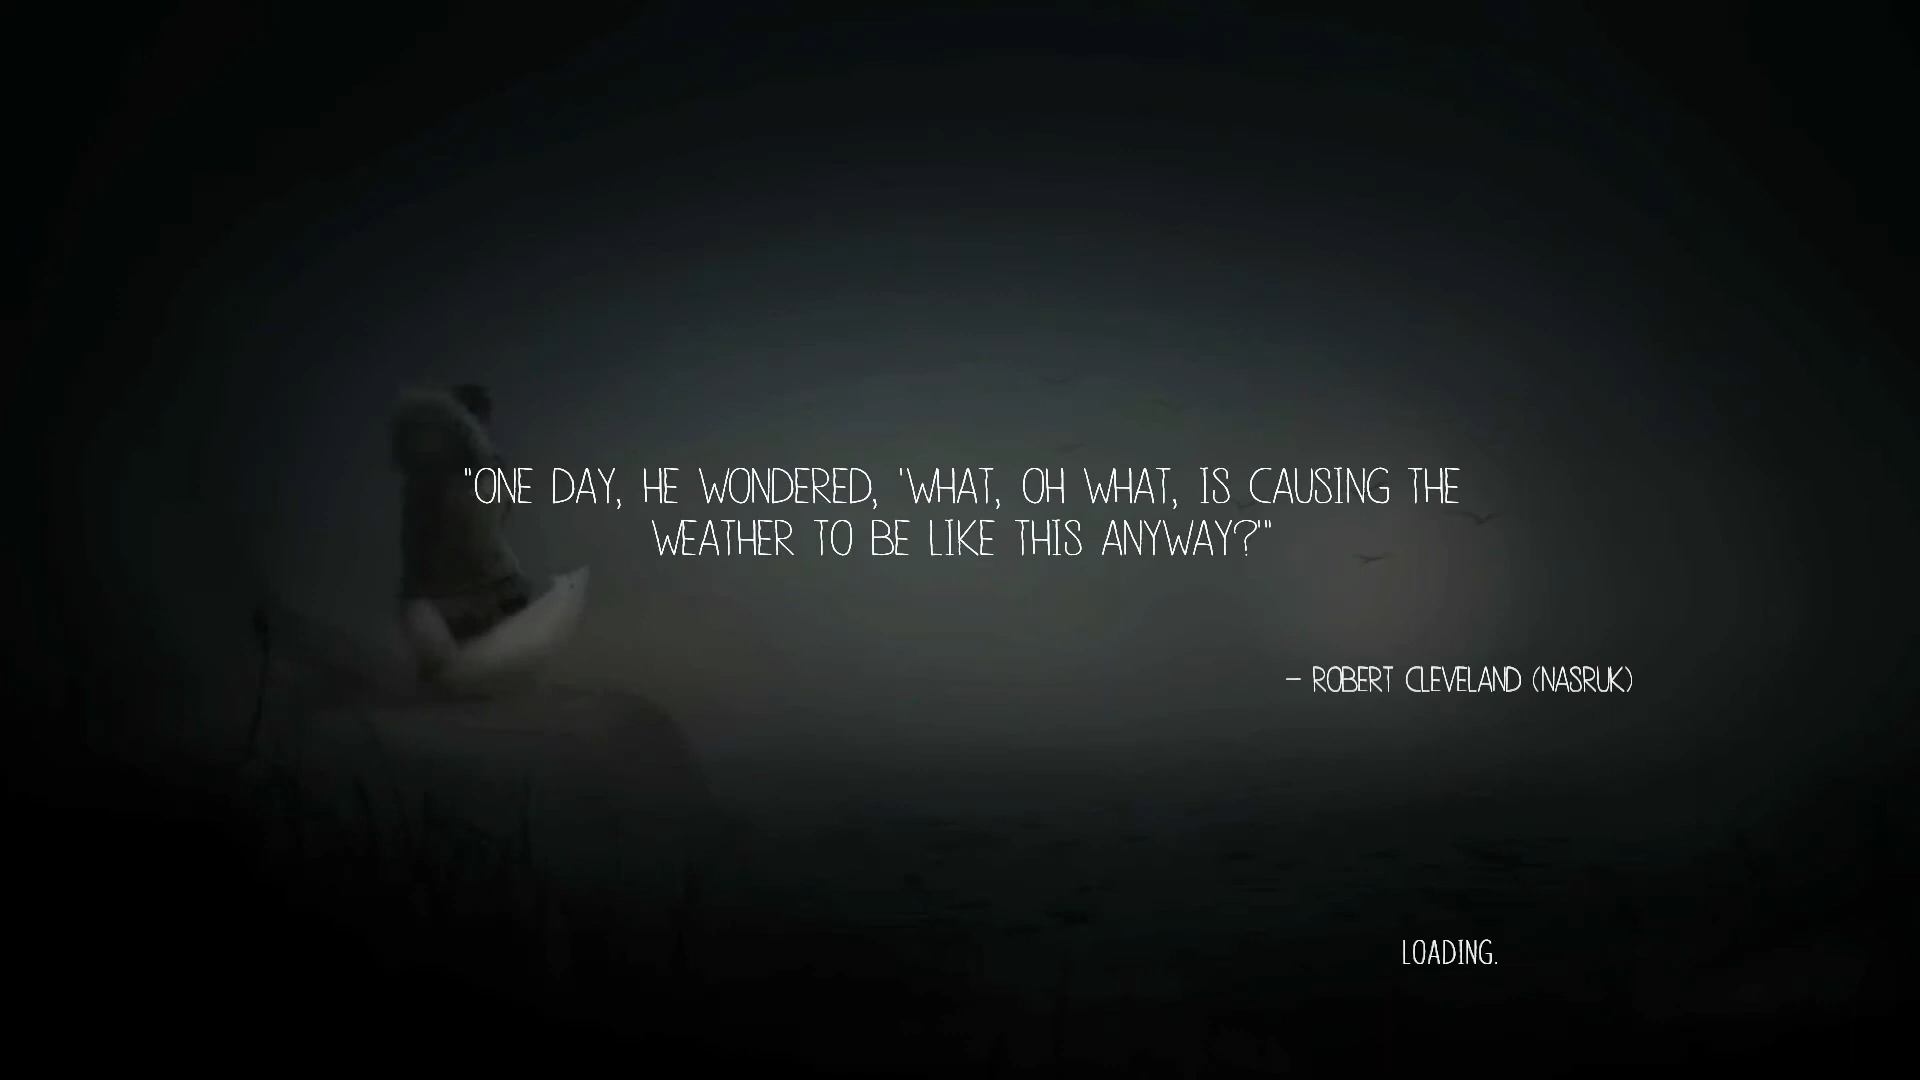 "ONE DAY, HE WONDERED, 'WHAT, OH WHAT, IS CAUSING THE
WEATHER TO BE LIKE THIS ANYWAY?'"
- ROBERT CLEVELAND (NASRUK)
LOADING.